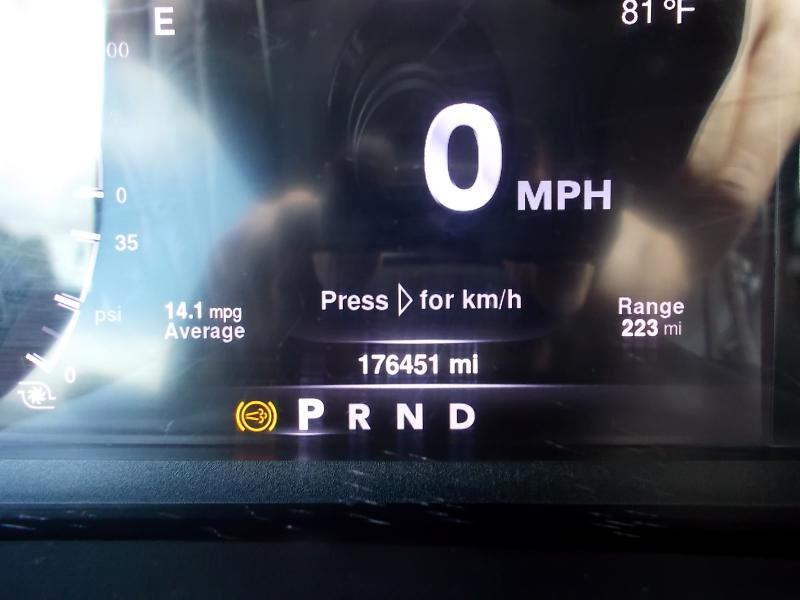 E
81 °F
0
0 MPH
35
psi
14.1 mpg
Average
Press ▷ for km/h
Range
223 mi
0
176451 mi
P R N D